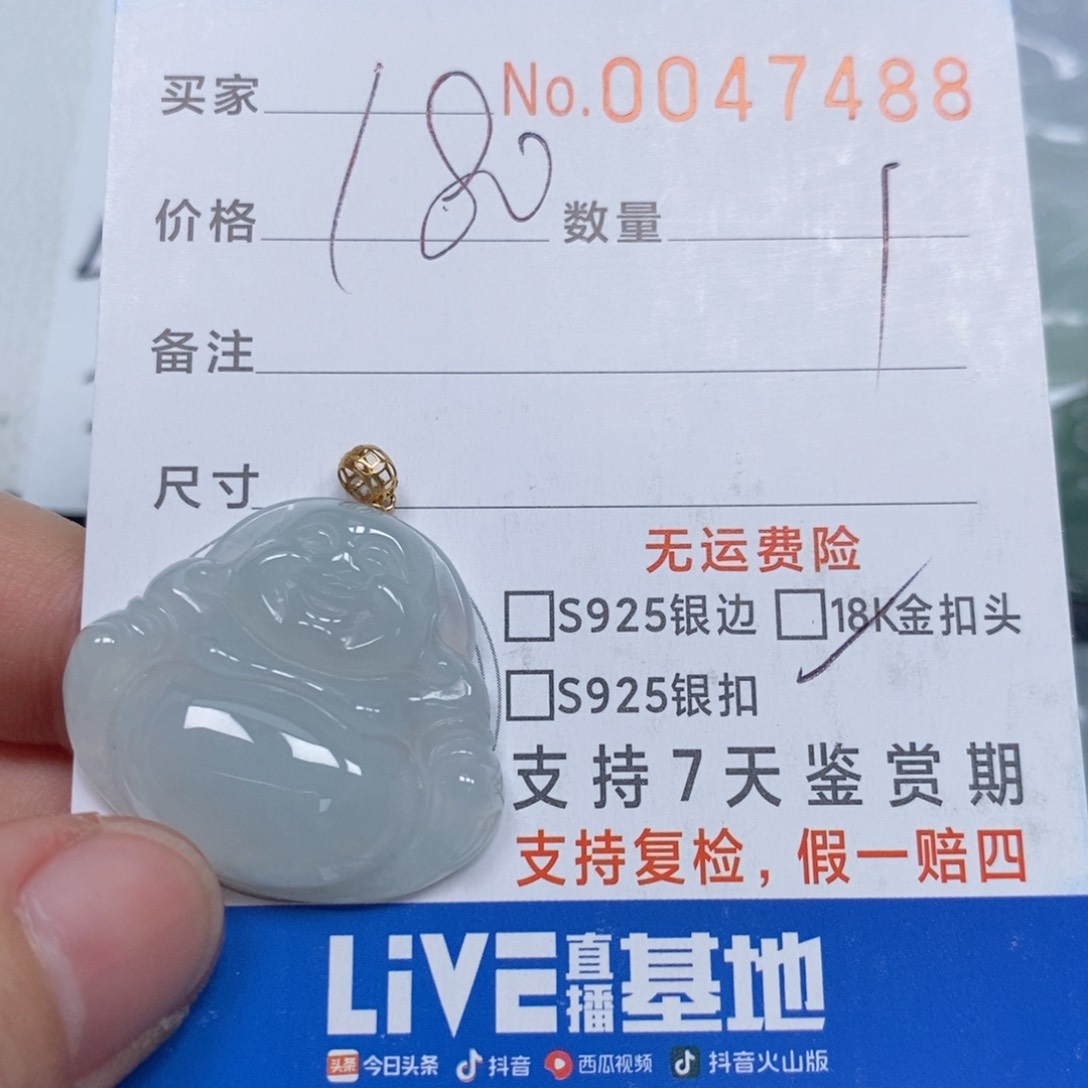 买家 No.0047488
价格 180 数量 1
备注
尺寸
无运费险
S925银边 18K金扣头
S925银扣
支持7天鉴赏期
支持复检，假一赔四
LiVE直播基地
头条 今日头条 抖音 西瓜视频 抖音火山版